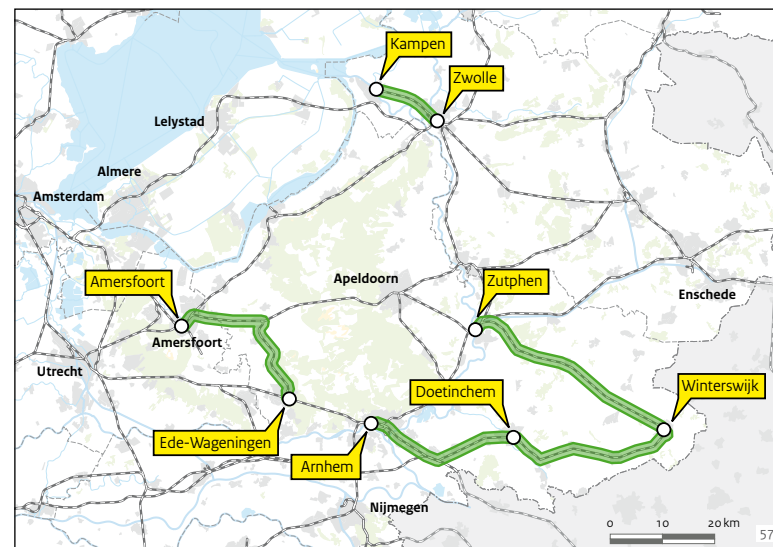 Kampen
Zwolle
Lelystad
Almere
Amsterdam
Amersfoort
Apeldoorn
Zutphen
Enschede
Amersfoort
Utrecht
Doetinchem
Winterswijk
Ede-Wageningen
Arnhem
Nijmegen
0 10 20 km
57